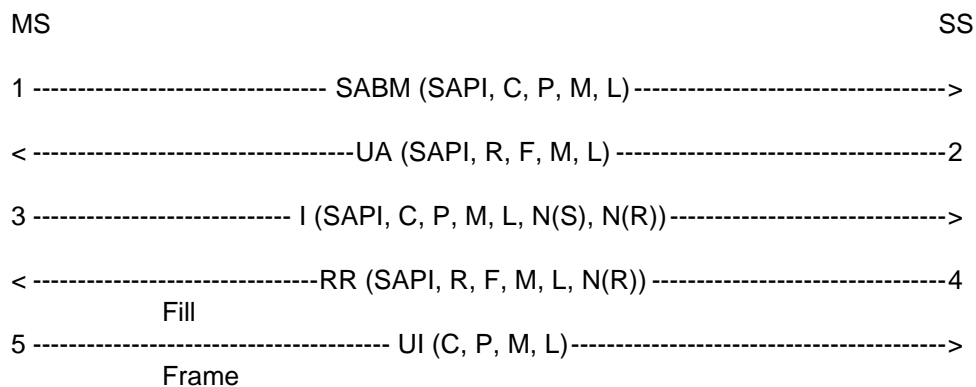 MS SS
1 --------------------------------- SABM (SAPI, C, P, M, L) -------------------------------->
< ----------------------------------UA (SAPI, R, F, M, L) ----------------------------------2
3 ----------------------------- I (SAPI, C, P, M, L, N(S), N(R))---------------------------->
< --------------------------------RR (SAPI, R, F, M, L, N(R)) -------------------------------4
Fill
5 ---------------------------------------- UI (C, P, M, L)--------------------------------------->
Frame